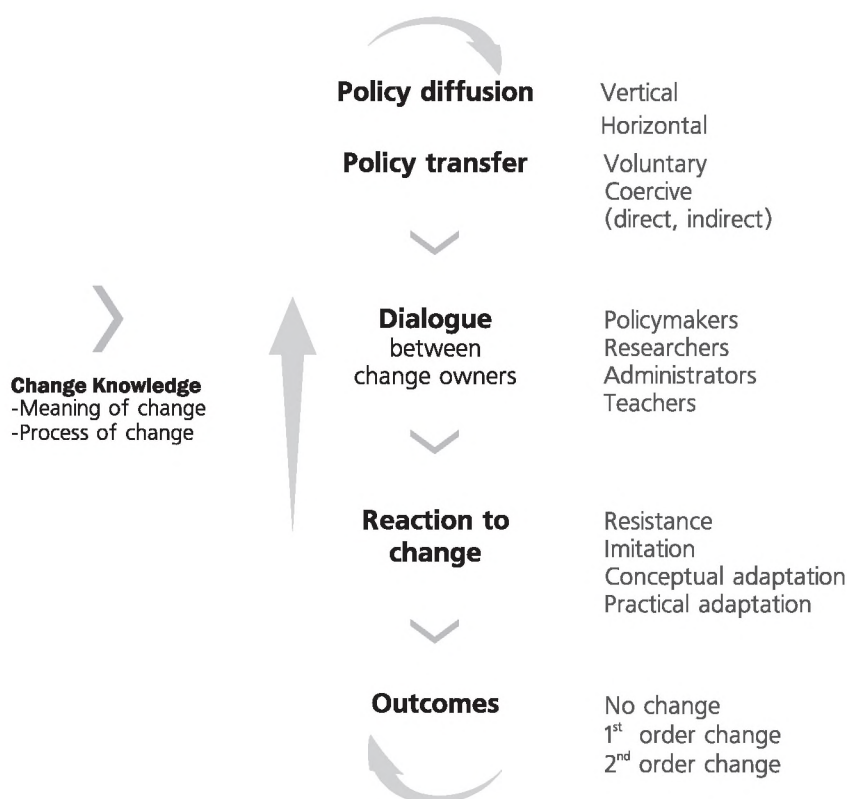 Policy diffusion
Vertical
Horizontal
Policy transfer
Voluntary
Coercive
(direct, indirect)
Dialogue
between
change owners
Policymakers
Researchers
Administrators
Teachers
Change Knowledge
-Meaning of change
-Process of change
Reaction to
change
Resistance
Imitation
Conceptual adaptation
Practical adaptation
Outcomes
No change
1st order change
2nd order change